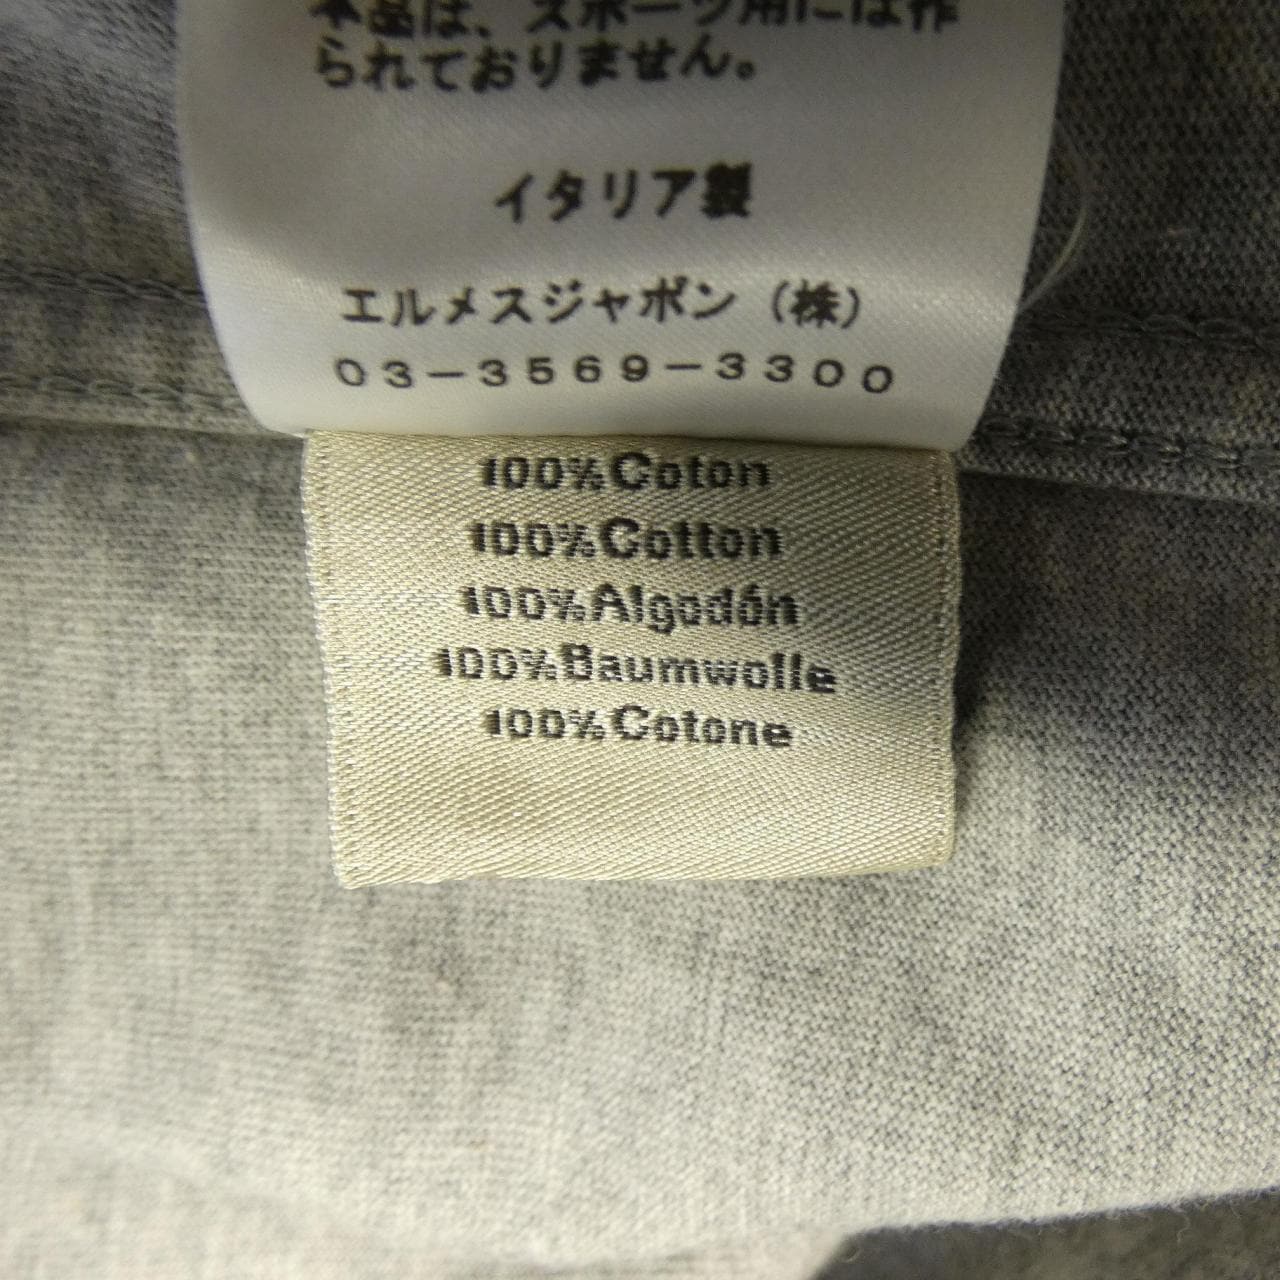 本品は、スポーツ用には作
られておりません。
イタリア製
エルメスジャポン（株）
０３－３５６９－３３００
100%Coton
100%Cotton
100%Algodón
100%Baumwolle
100%Cotone